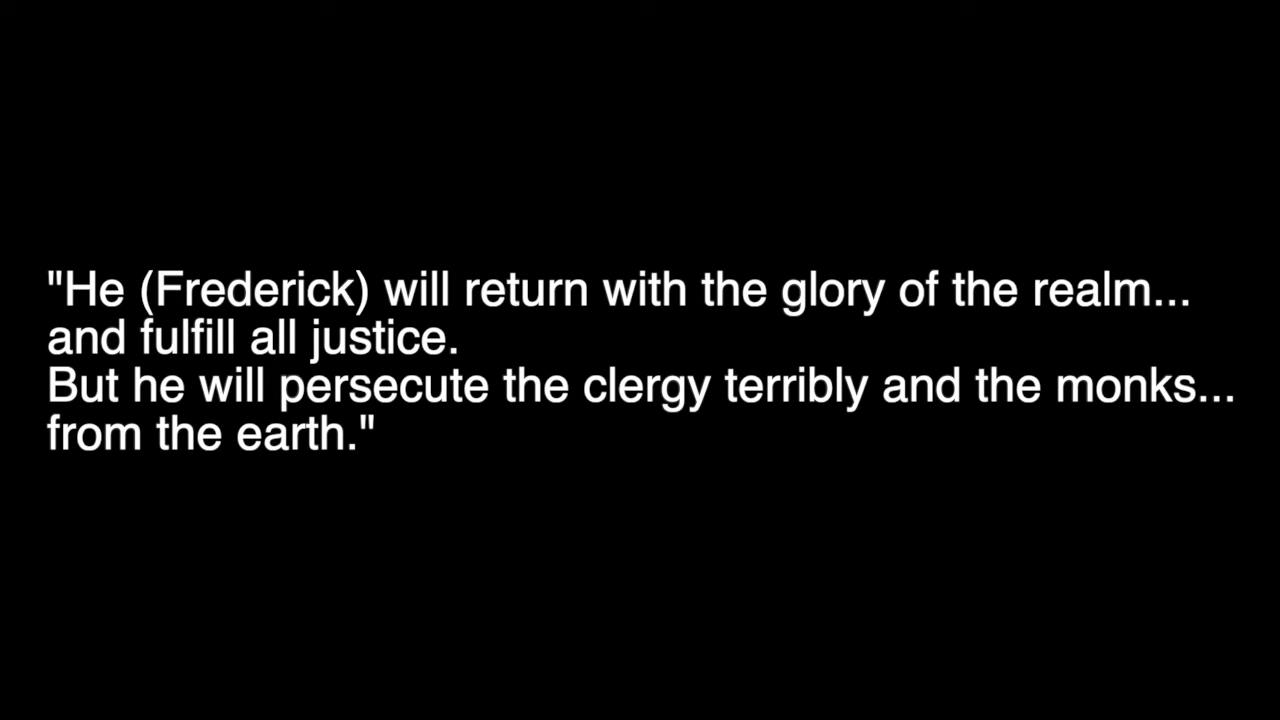 "He (Frederick) will return with the glory of the realm...
and fulfill all justice.
But he will persecute the clergy terribly and the monks...
from the earth."